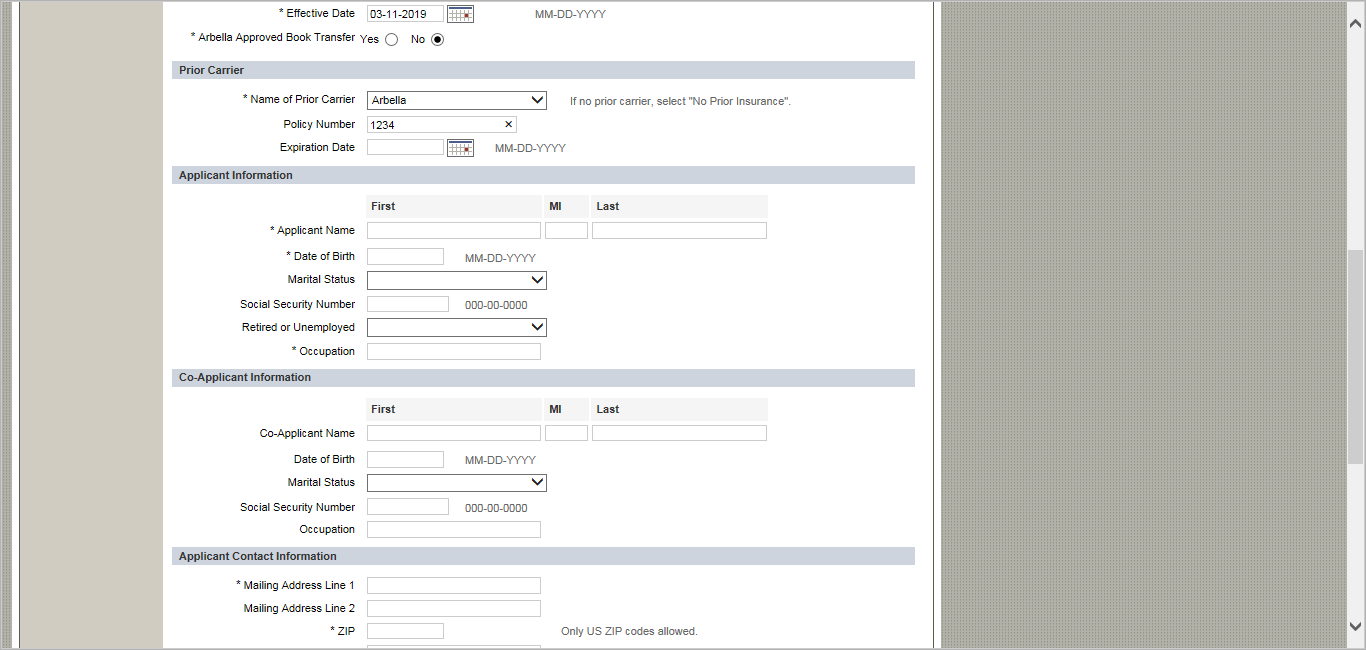 * Effective Date 03-11-2019 MM-DD-YYYY
* Arbella Approved Book Transfer Yes No
Prior Carrier
* Name of Prior Carrier Arbella If no prior carrier, select "No Prior Insurance".
Policy Number 1234 ×
Expiration Date MM-DD-YYYY
Applicant Information
First MI Last
* Applicant Name
* Date of Birth MM-DD-YYYY
Marital Status
Social Security Number 000-00-0000
Retired or Unemployed
* Occupation
Co-Applicant Information
First MI Last
Co-Applicant Name
Date of Birth MM-DD-YYYY
Marital Status
Social Security Number 000-00-0000
Occupation
Applicant Contact Information
* Mailing Address Line 1
Mailing Address Line 2
* ZIP Only US ZIP codes allowed.